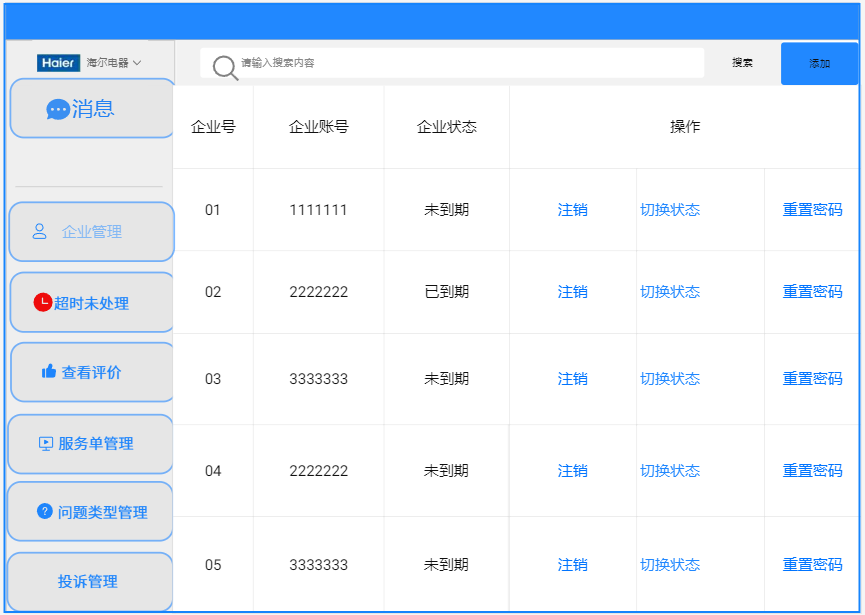 Haier 海尔电器
请输入搜索内容
搜索
添加
消息
企业管理
超时未处理
查看评价
服务单管理
问题类型管理
投诉管理
企业号 企业账号 企业状态 操作
01 1111111 未到期 注销 切换状态 重置密码
02 2222222 已到期 注销 切换状态 重置密码
03 3333333 未到期 注销 切换状态 重置密码
04 2222222 未到期 注销 切换状态 重置密码
05 3333333 未到期 注销 切换状态 重置密码